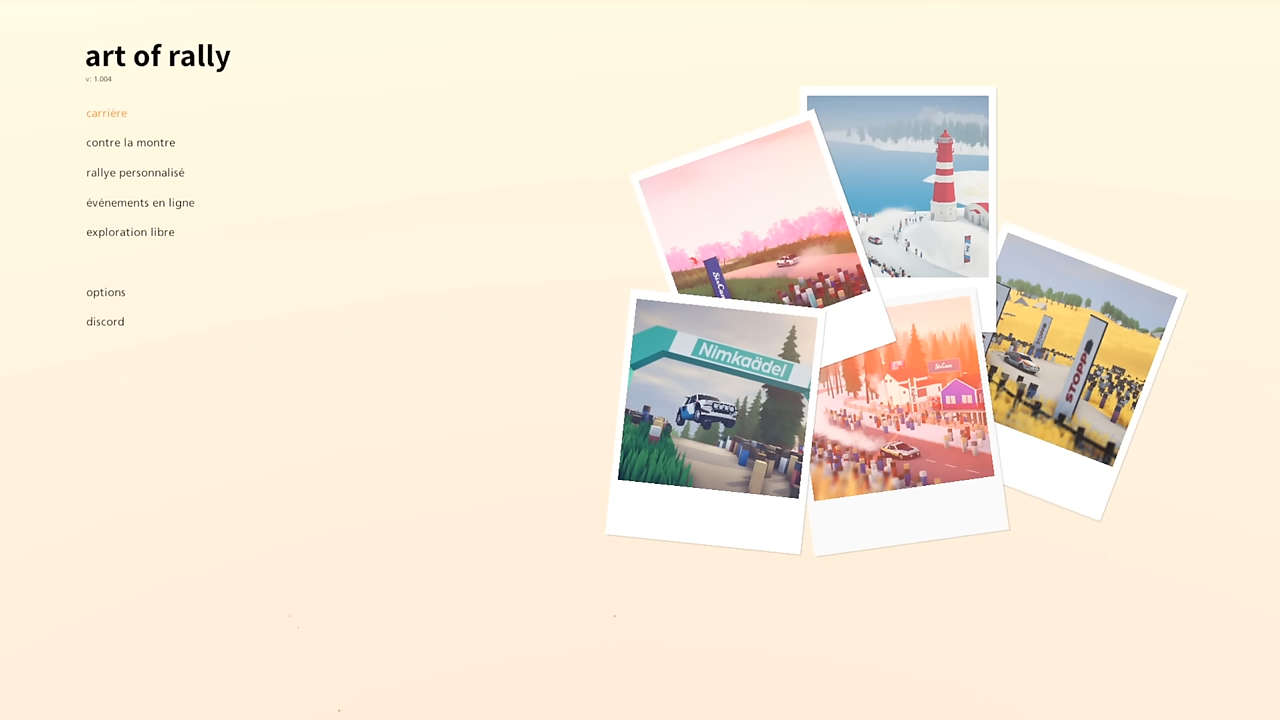 art of rally
v: 1.004
carrière
contre la montre
rallye personnalisé
événements en ligne
exploration libre
options
discord
Nimkaädel
STOPP